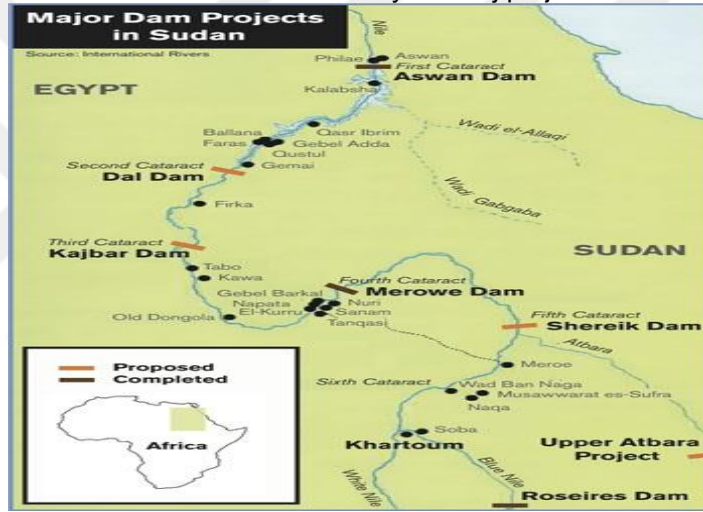 Major Dam Projects
in Sudan
Source: International Rivers
Nile
Philae
Aswan
First Cataract
Aswan Dam
Kalabsha
EGYPT
Ballana
Qasr Ibrim
Faras
Gebel Adda
Qustul
Wadi el-Allaqi
Second Cataract
Gemai
Dal Dam
Wadi Gabgaba
Firka
Third Cataract
Kajbar Dam
SUDAN
Tabo
Kawa
Fourth Cataract
Gebel Barkal
Merowe Dam
Napata
Nuri
El-Kurru
Sanam
Old Dongola
Tanqasi
Fifth Cataract
Shereik Dam
Atbara
Proposed
Completed
Meroe
Sixth Cataract
Wad Ban Naga
Musawwarat es-Sufra
Naqa
Africa
Soba
Khartoum
Upper Atbara
Project
White Nile
Blue Nile
Roseires Dam